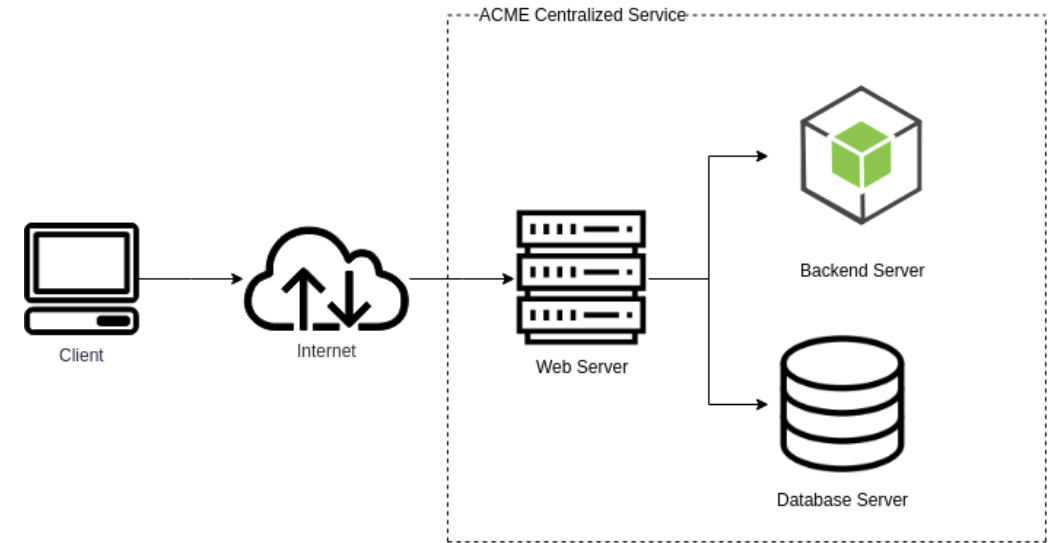 ACME Centralized Service
Client
Internet
Web Server
Backend Server
Database Server